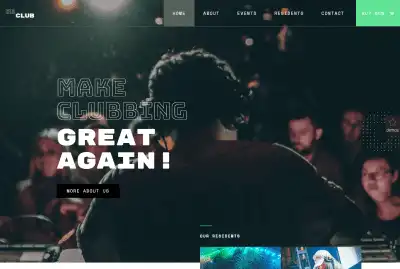 CLUB
HOME
ABOUT
EVENTS
RESIDENTS
CONTACT
BUY NOW
MAKE
CLUBBING
GREAT
AGAIN!
MORE ABOUT US
OUR RESIDENTS